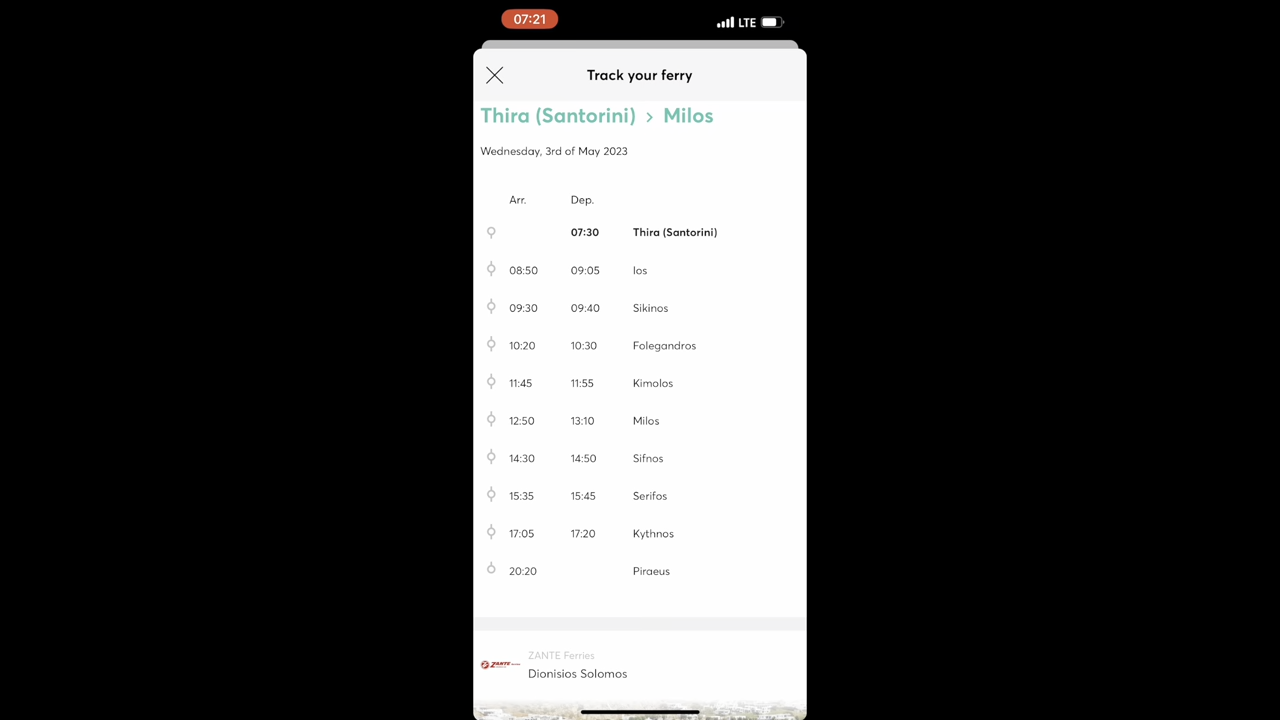 07:21 LTE
Track your ferry
Thira (Santorini) > Milos
Wednesday, 3rd of May 2023
Arr. Dep.
07:30 Thira (Santorini)
08:50 09:05 Ios
09:30 09:40 Sikinos
10:20 10:30 Folegandros
11:45 11:55 Kimolos
12:50 13:10 Milos
14:30 14:50 Sifnos
15:35 15:45 Serifos
17:05 17:20 Kythnos
20:20 Piraeus
ZANTE
ZANTE Ferries
Dionisios Solomos